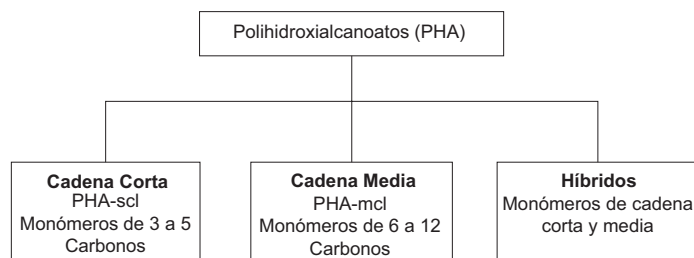 Polihidroxialcanoatos (PHA)
Cadena Corta
PHA-scl
Monómeros de 3 a 5
Carbonos
Cadena Media
PHA-mcl
Monómeros de 6 a 12
Carbonos
Híbridos
Monómeros de cadena
corta y media